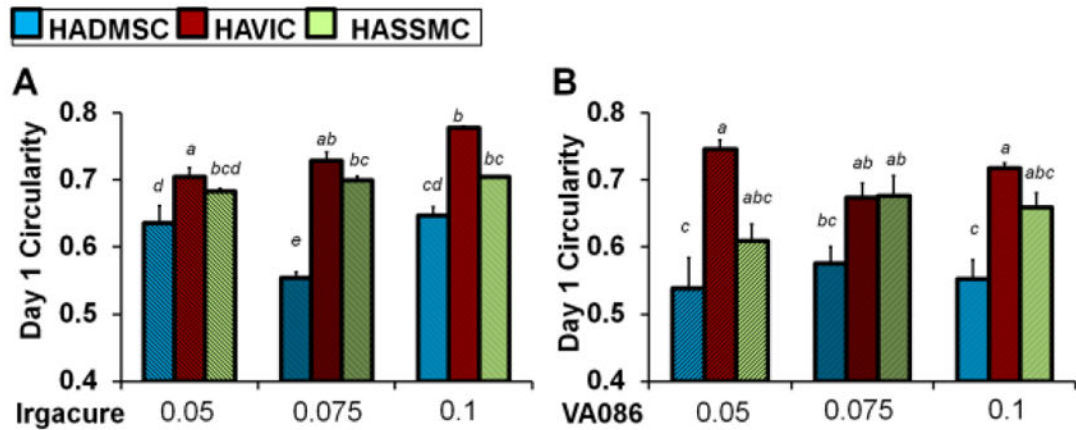 HADMSC HAVIC HASSMC
A
Day 1 Circularity
0.8
0.7
0.6
0.5
0.4
d a bcd
e ab bc
cd b bc
Irgacure 0.05 0.075 0.1
B
Day 1 Circularity
0.8
0.7
0.6
0.5
0.4
c a abc
bc ab ab
c a abc
VA086 0.05 0.075 0.1